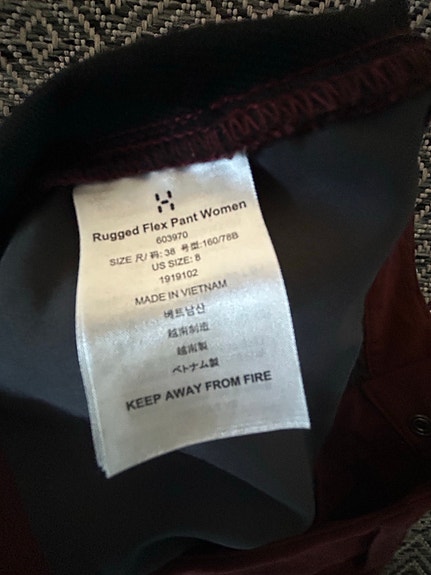 Rugged Flex Pant Women
603970
SIZE 尺/ 码: 38 号型:160/78B
US SIZE: 8
1919102
MADE IN VIETNAM
베트남산
越南制造
越南製
ベトナム製
KEEP AWAY FROM FIRE